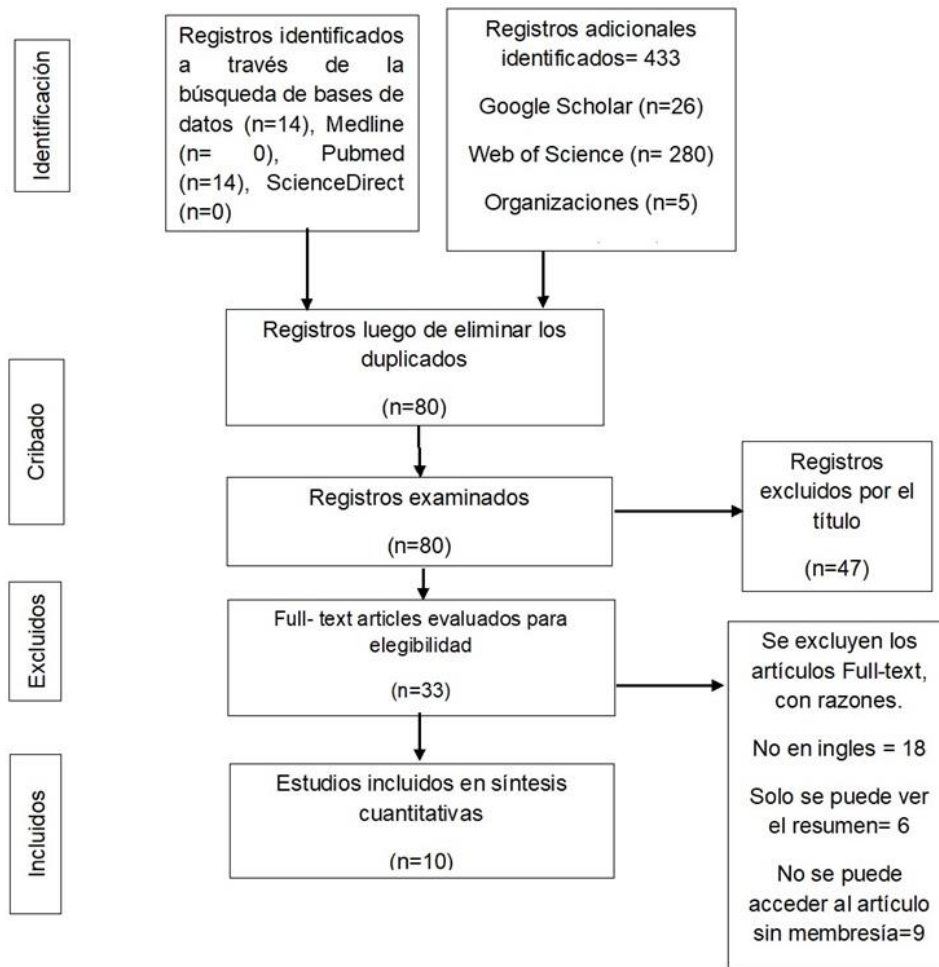 Identificación
Registros identificados
a través de la
búsqueda de bases de
datos (n=14), Medline
(n= 0), Pubmed
(n=14), ScienceDirect
(n=0)
Registros adicionales
identificados= 433
Google Scholar (n=26)
Web of Science (n= 280)
Organizaciones (n=5)
Cribado
Registros luego de eliminar los
duplicados
(n=80)
Registros examinados
(n=80)
Registros
excluidos por el
título
(n=47)
Excluidos
Full- text articles evaluados para
elegibilidad
(n=33)
Se excluyen los
artículos Full-text,
con razones.
No en ingles = 18
Solo se puede ver
el resumen= 6
No se puede
acceder al artículo
sin membresía=9
Incluidos
Estudios incluidos en síntesis
cuantitativas
(n=10)